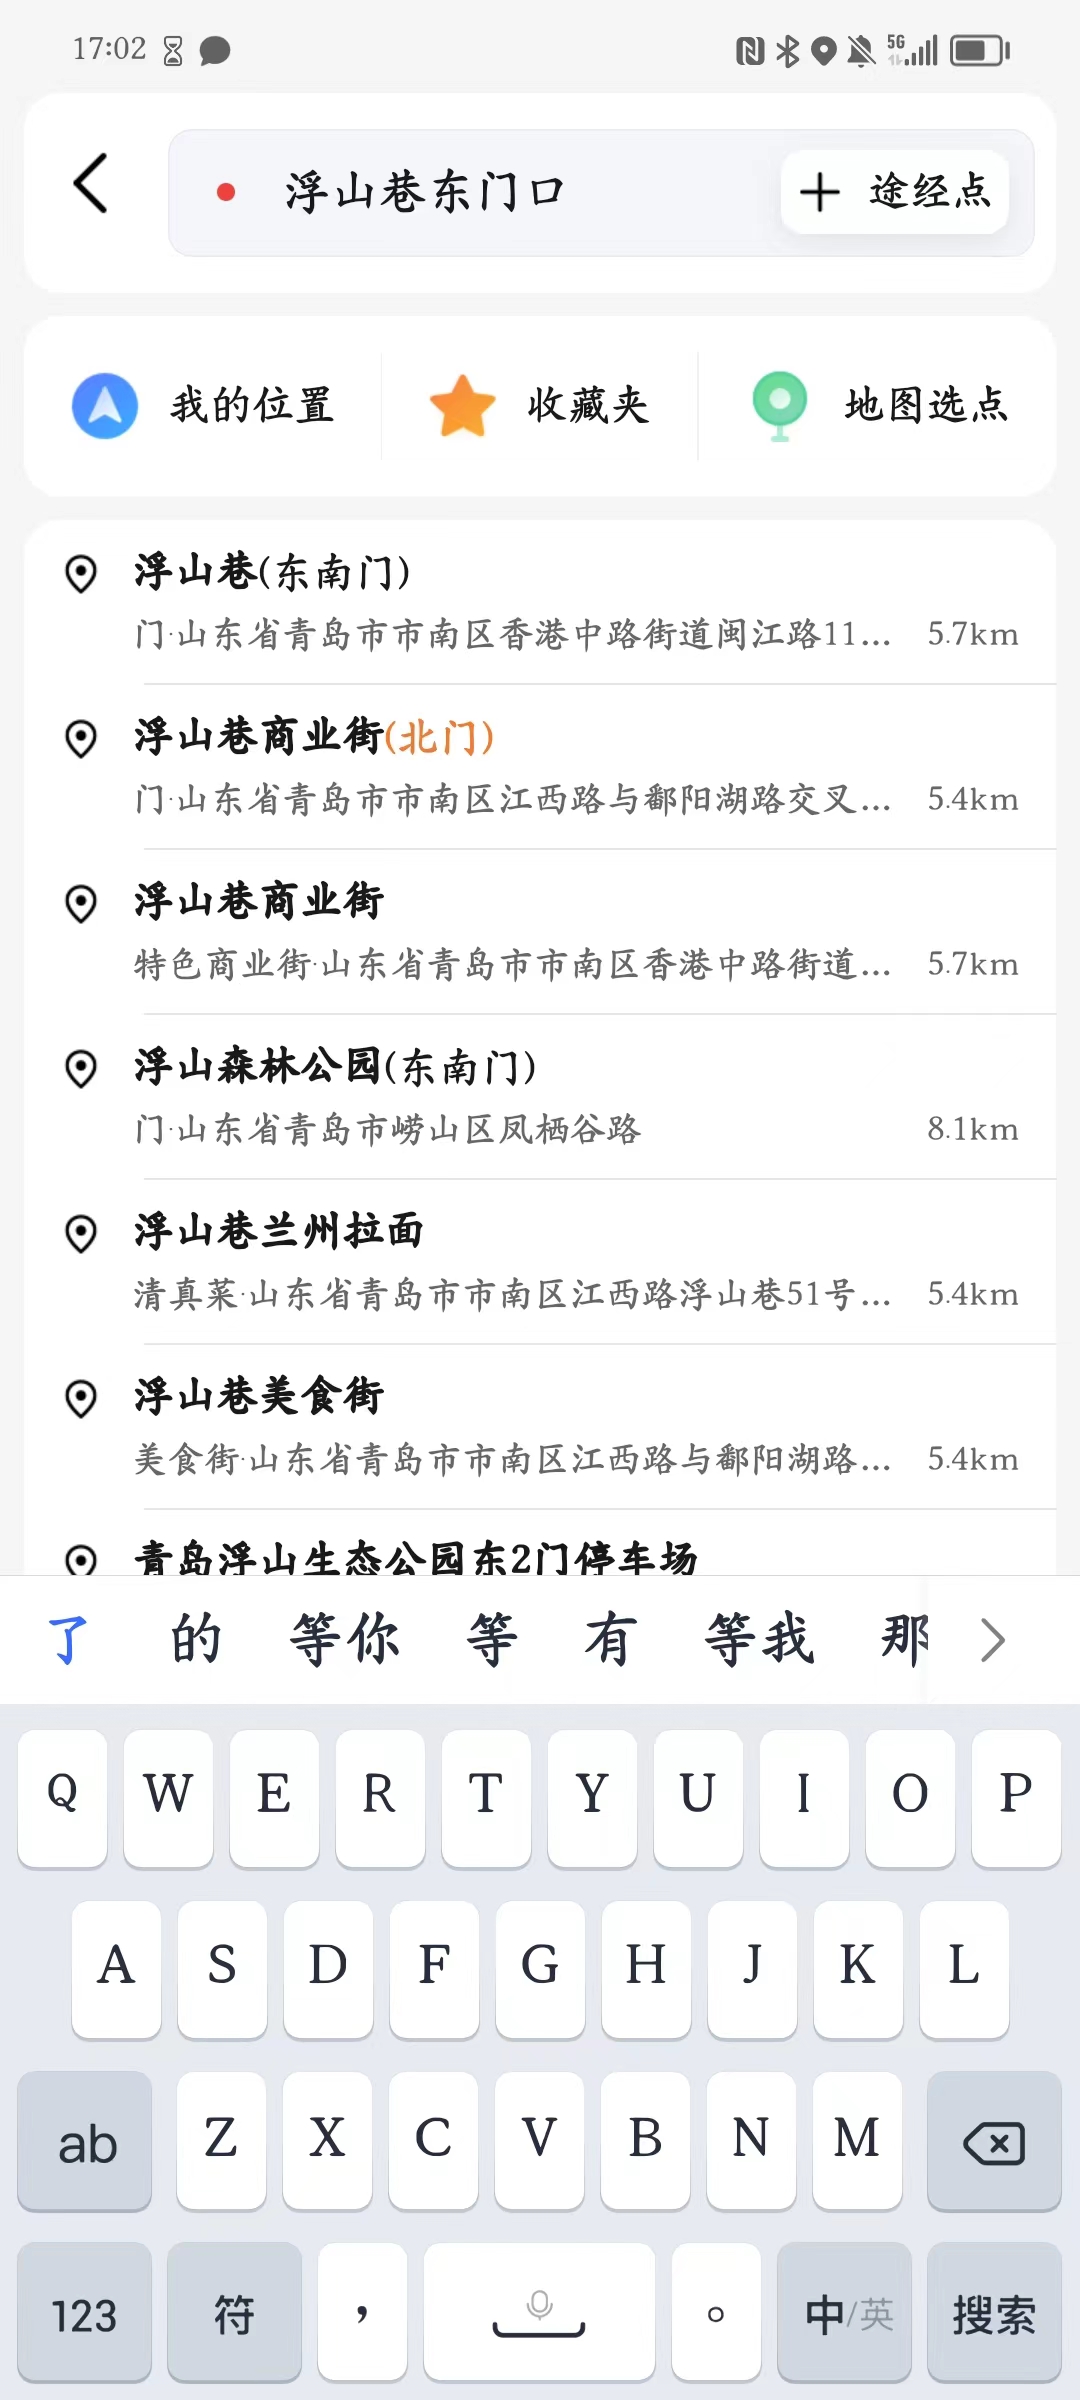 17:02 5G
浮山巷东门口 途经点
我的位置 收藏夹 地图选点
浮山巷(东南门)
门·山东省青岛市市南区香港中路街道闽江路11... 5.7km
浮山巷商业街(北门)
门·山东省青岛市市南区江西路与鄱阳湖路交叉... 5.4km
浮山巷商业街
特色商业街·山东省青岛市市南区香港中路街道... 5.7km
浮山森林公园(东南门)
门·山东省青岛市崂山区凤栖谷路 8.1km
浮山巷兰州拉面
清真菜·山东省青岛市市南区江西路浮山巷51号... 5.4km
浮山巷美食街
美食街·山东省青岛市市南区江西路与鄱阳湖路... 5.4km
青岛浮山生态公园东2门停车场
了 的 等你 等 有 等我 那
Q W E R T Y U I O P
A S D F G H J K L
ab Z X C V B N M
123 符 ， 。 中/英 搜索